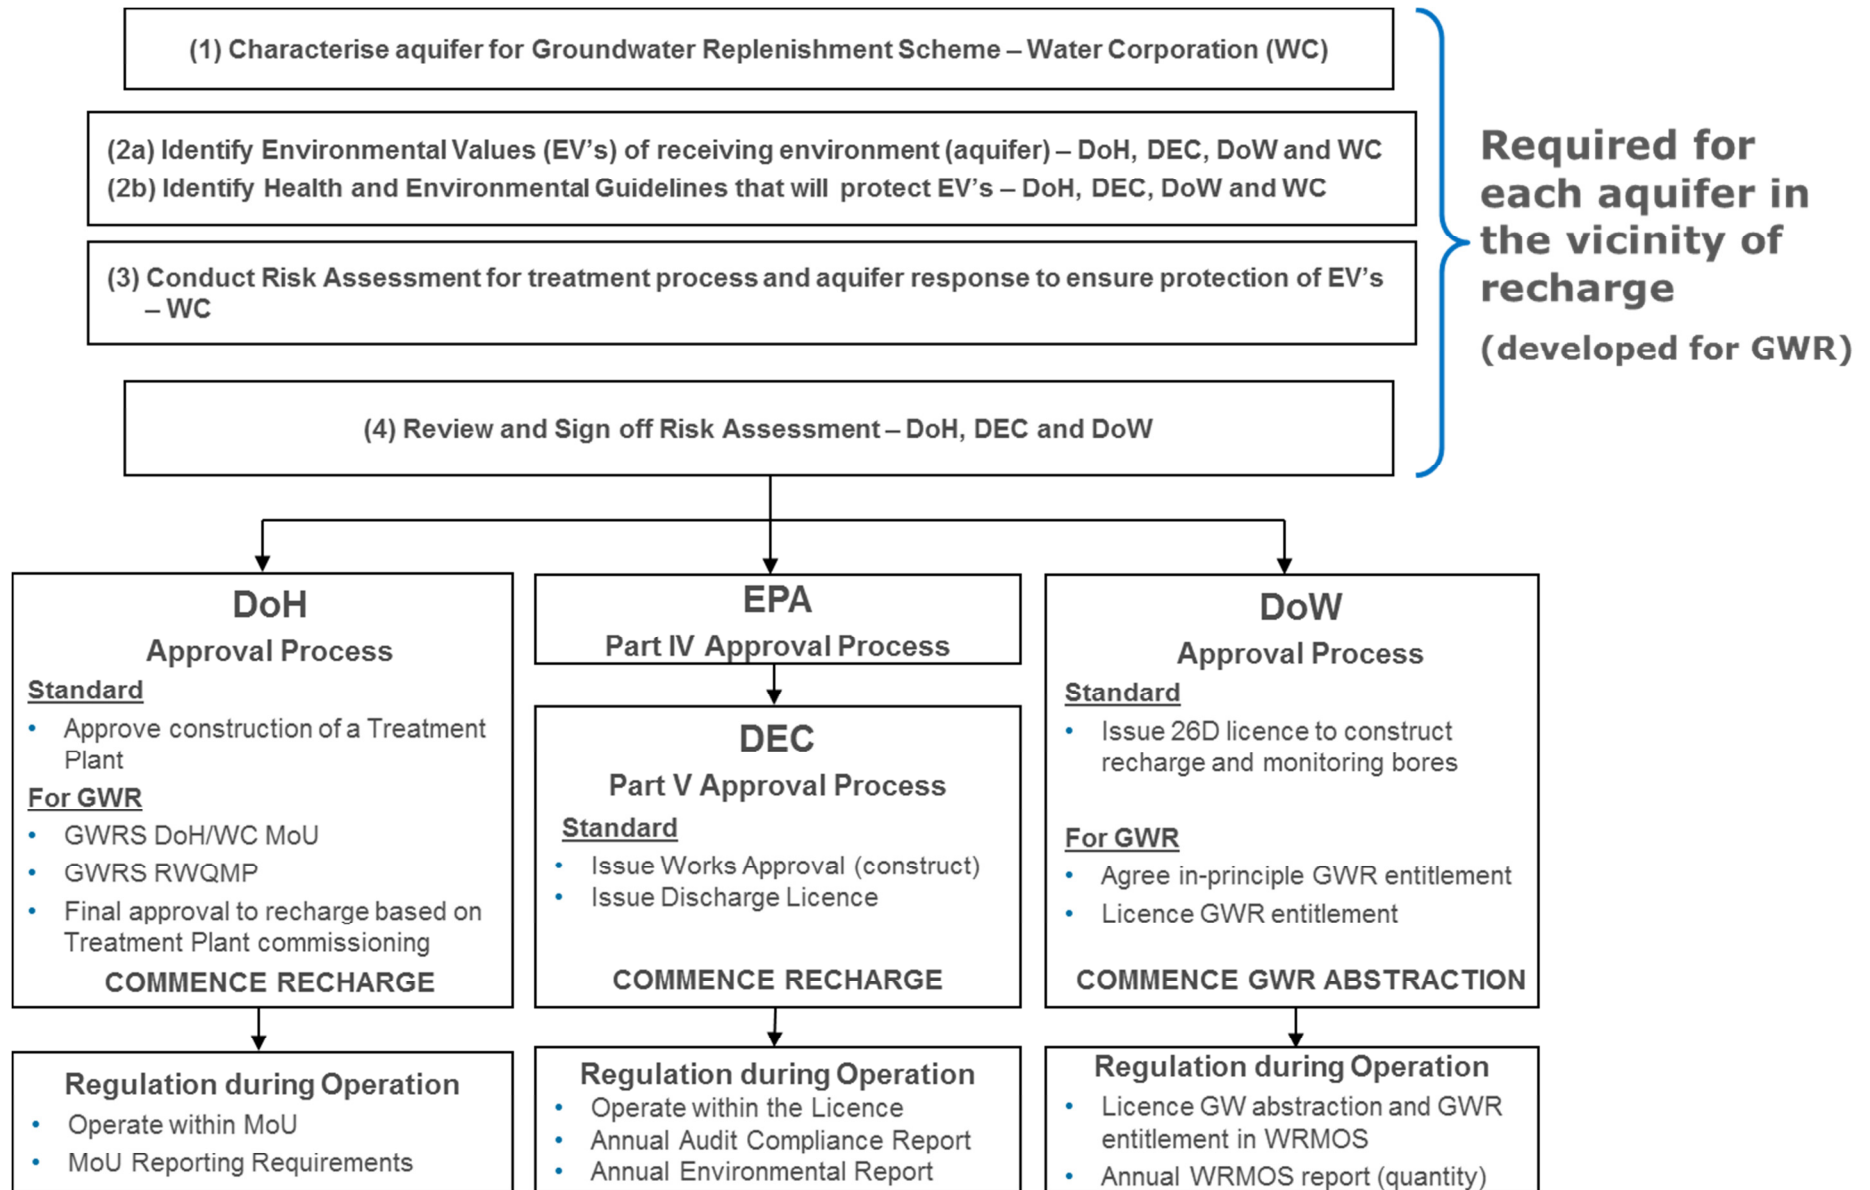 (1) Characterise aquifer for Groundwater Replenishment Scheme – Water Corporation (WC)
(2a) Identify Environmental Values (EV's) of receiving environment (aquifer) – DoH, DEC, DoW and WC
(2b) Identify Health and Environmental Guidelines that will protect EV's – DoH, DEC, DoW and WC
(3) Conduct Risk Assessment for treatment process and aquifer response to ensure protection of EV's
– WC
(4) Review and Sign off Risk Assessment – DoH, DEC and DoW
Required for
each aquifer in
the vicinity of
recharge
(developed for GWR)
DoH
Approval Process
Standard
• Approve construction of a Treatment
Plant
For GWR
• GWRS DoH/WC MoU
• GWRS RWQMP
• Final approval to recharge based on
Treatment Plant commissioning
COMMENCE RECHARGE
EPA
Part IV Approval Process
DEC
Part V Approval Process
Standard
• Issue Works Approval (construct)
• Issue Discharge Licence
COMMENCE RECHARGE
DoW
Approval Process
Standard
• Issue 26D licence to construct
recharge and monitoring bores
For GWR
• Agree in-principle GWR entitlement
• Licence GWR entitlement
COMMENCE GWR ABSTRACTION
Regulation during Operation
• Operate within MoU
• MoU Reporting Requirements
Regulation during Operation
• Operate within the Licence
• Annual Audit Compliance Report
• Annual Environmental Report
Regulation during Operation
• Licence GW abstraction and GWR
entitlement in WRMOS
• Annual WRMOS report (quantity)